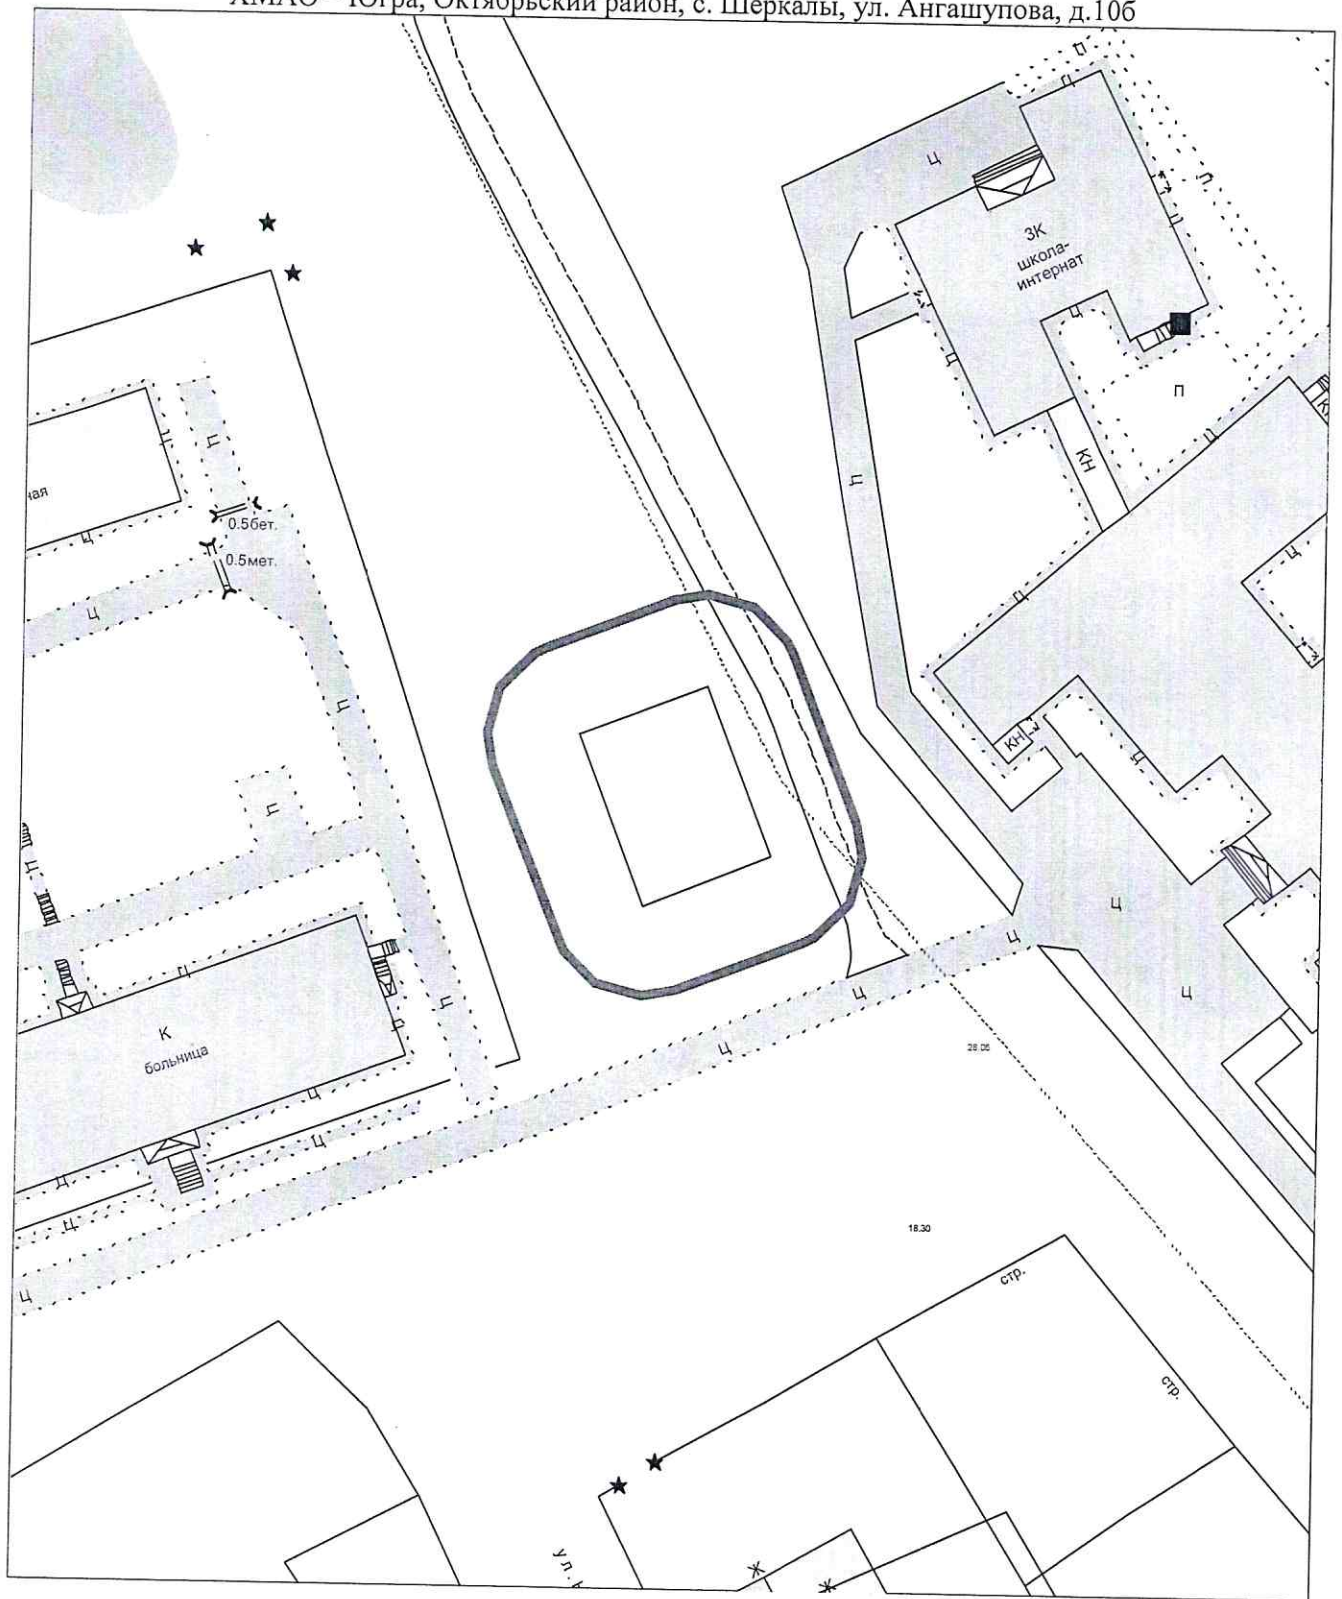 ХМАО – Югра, Октябрьский район, с. Шеркалы, ул. Ангашупова, д.10б
П
Ц
Ц
П
Ц
3К
школа-
интернат
Ц
Ц
Ц
П
Ц
Ц
Ц
Ц
КН
К
ная
0.5бет.
Ц
0.5мет.
Ц
Ц
Ц
к
Ц
КН
Ц
Ц
Ц
Ц
Ц
Ц
Ц
Ц
Ц
К
больница
Ц
Ц
28.05
Ц
Ц
Ц
Ц
18.30
Ц
стр.
стр.
ул.
Ж
Ж